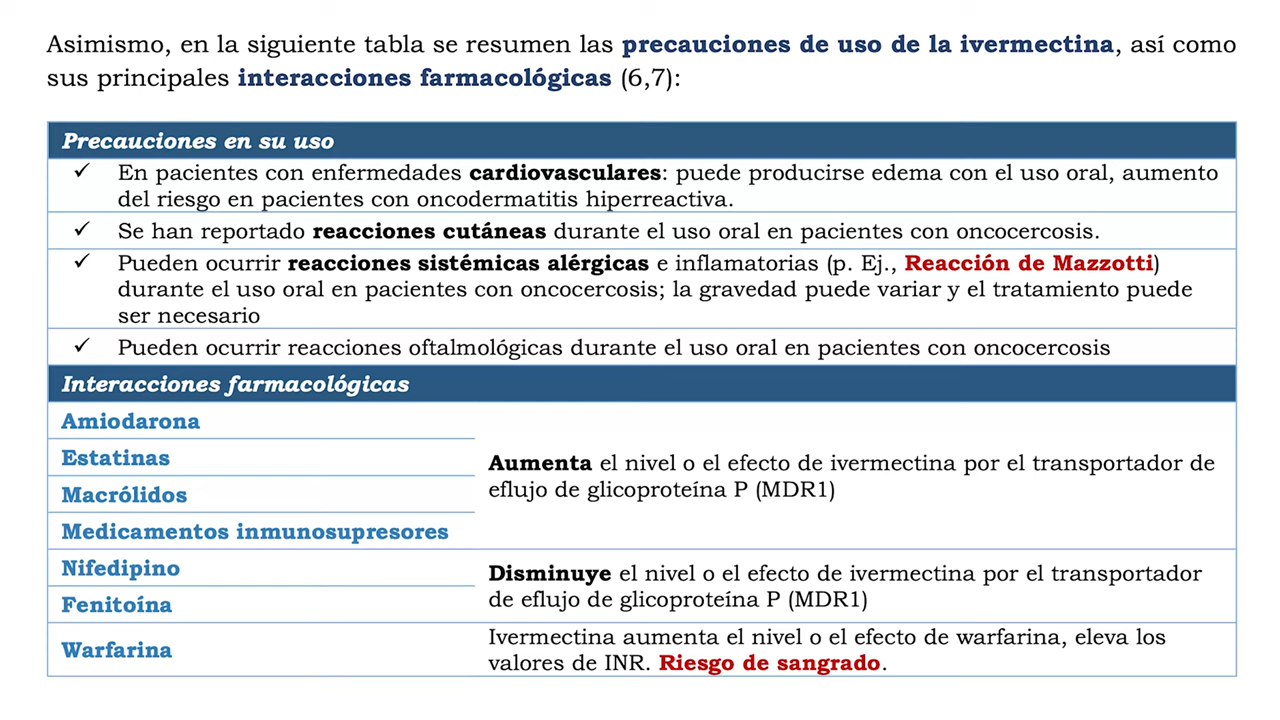 Asimismo, en la siguiente tabla se resumen las precauciones de uso de la ivermectina, así como
sus principales interacciones farmacológicas (6,7):
Precauciones en su uso
✓ En pacientes con enfermedades cardiovasculares: puede producirse edema con el uso oral, aumento
del riesgo en pacientes con oncodermatitis hiperreactiva.
✓ Se han reportado reacciones cutáneas durante el uso oral en pacientes con oncocercosis.
✓ Pueden ocurrir reacciones sistémicas alérgicas e inflamatorias (p. Ej., Reacción de Mazzotti)
durante el uso oral en pacientes con oncocercosis; la gravedad puede variar y el tratamiento puede
ser necesario
✓ Pueden ocurrir reacciones oftalmológicas durante el uso oral en pacientes con oncocercosis
Interacciones farmacológicas
Amiodarona
Estatinas
Macrólidos
Medicamentos inmunosupresores
Aumenta el nivel o el efecto de ivermectina por el transportador de
eflujo de glicoproteína P (MDR1)
Nifedipino
Fenitoína
Disminuye el nivel o el efecto de ivermectina por el transportador
de eflujo de glicoproteína P (MDR1)
Warfarina
Ivermectina aumenta el nivel o el efecto de warfarina, eleva los
valores de INR. Riesgo de sangrado.